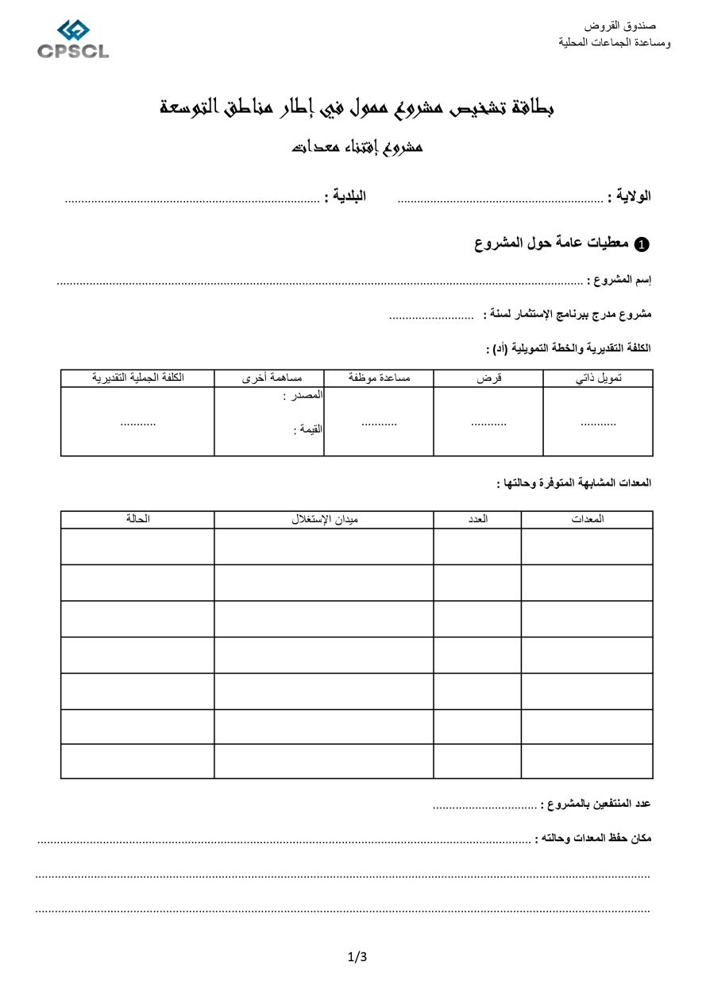 صندوق القروض
ومساعدة الجماعات المحلية
CPSCL
بطاقة تشخيص مشروع ممول في إطار مناطق التوسعة
مشروع إقتناء معدات
الولاية : .............................................................. البلدية : .............................................................................
❶ معطيات عامة حول المشروع
إسم المشروع : ................................................................................................................................................................
مشروع مدرج ببرنامج الإستثمار لسنة : ..........................
الكلفة التقديرية والخطة التمويلية (أد) :
تمويل ذاتي قرض مساعدة موظفة مساهمة أخرى الكلفة الجملية التقديرية
المصدر :
........... ........... ........... ...........
القيمة :
المعدات المشابهة المتوفرة وحالتها :
المعدات العدد ميدان الإستغلال الحالة
عدد المنتفعين بالمشروع : ................................
مكان حفظ المعدات وحالته : ......................................................................................................................................................
............................................................................................................................................................................................
............................................................................................................................................................................................
1/3